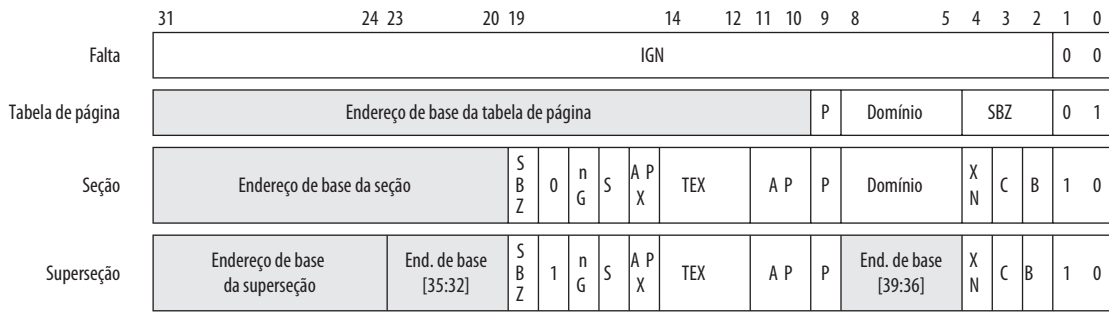 31 24 23 20 19 14 12 11 10 9 8 5 4 3 2 1 0
Falta IGN 0 0
Tabela de página Endereço de base da tabela de página P Domínio SBZ 0 1
Seção Endereço de base da seção S B Z 0 n G S A P X TEX A P P Domínio X N C B 1 0
Superseção Endereço de base da superseção End. de base [35:32] S B Z 1 n G S A P X TEX A P P End. de base [39:36] X N C B 1 0